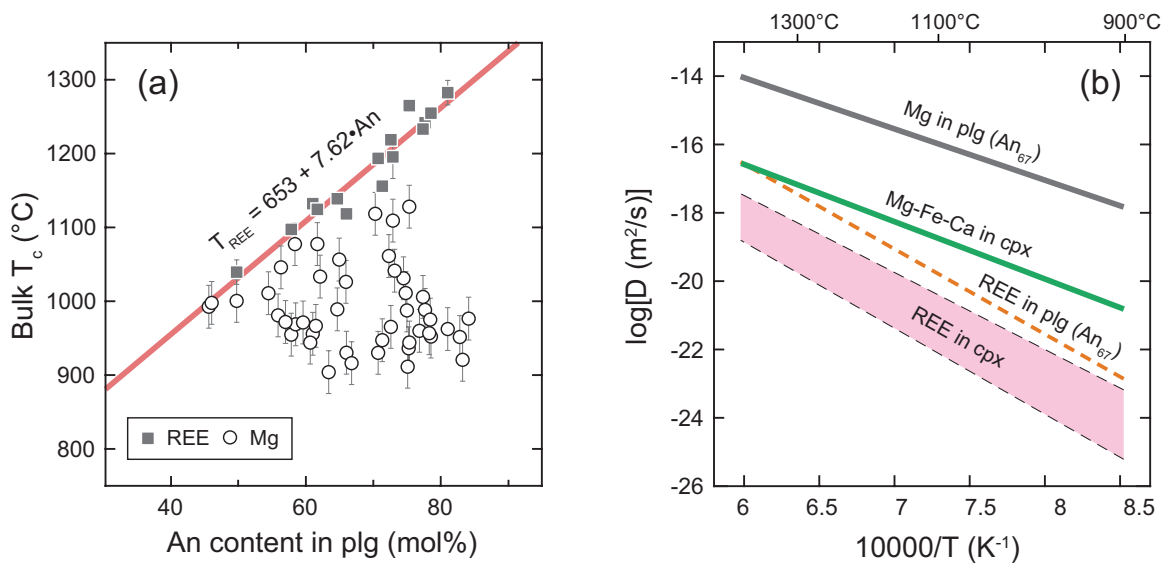 (a)
T_REE = 653 + 7.62•An
REE
Mg
1300
1200
1100
1000
900
800
Bulk T_c (°C)
40
60
80
An content in plg (mol%)
1300°C
1100°C
900°C
(b)
Mg in plg (An_67)
Mg-Fe-Ca in cpx
REE in plg (An_67)
REE in cpx
-14
-16
-18
-20
-22
-24
-26
log[D (m²/s)]
6
6.5
7
7.5
8
8.5
10000/T (K⁻¹)